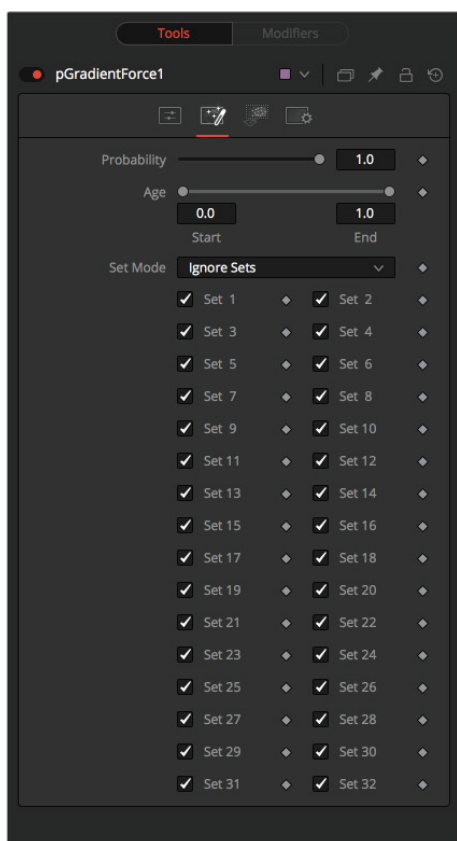 Tools Modifiers
pGradientForce1
Probability 1.0
Age
0.0 1.0
Start End
Set Mode Ignore Sets
Set 1 Set 2
Set 3 Set 4
Set 5 Set 6
Set 7 Set 8
Set 9 Set 10
Set 11 Set 12
Set 13 Set 14
Set 15 Set 16
Set 17 Set 18
Set 19 Set 20
Set 21 Set 22
Set 23 Set 24
Set 25 Set 26
Set 27 Set 28
Set 29 Set 30
Set 31 Set 32